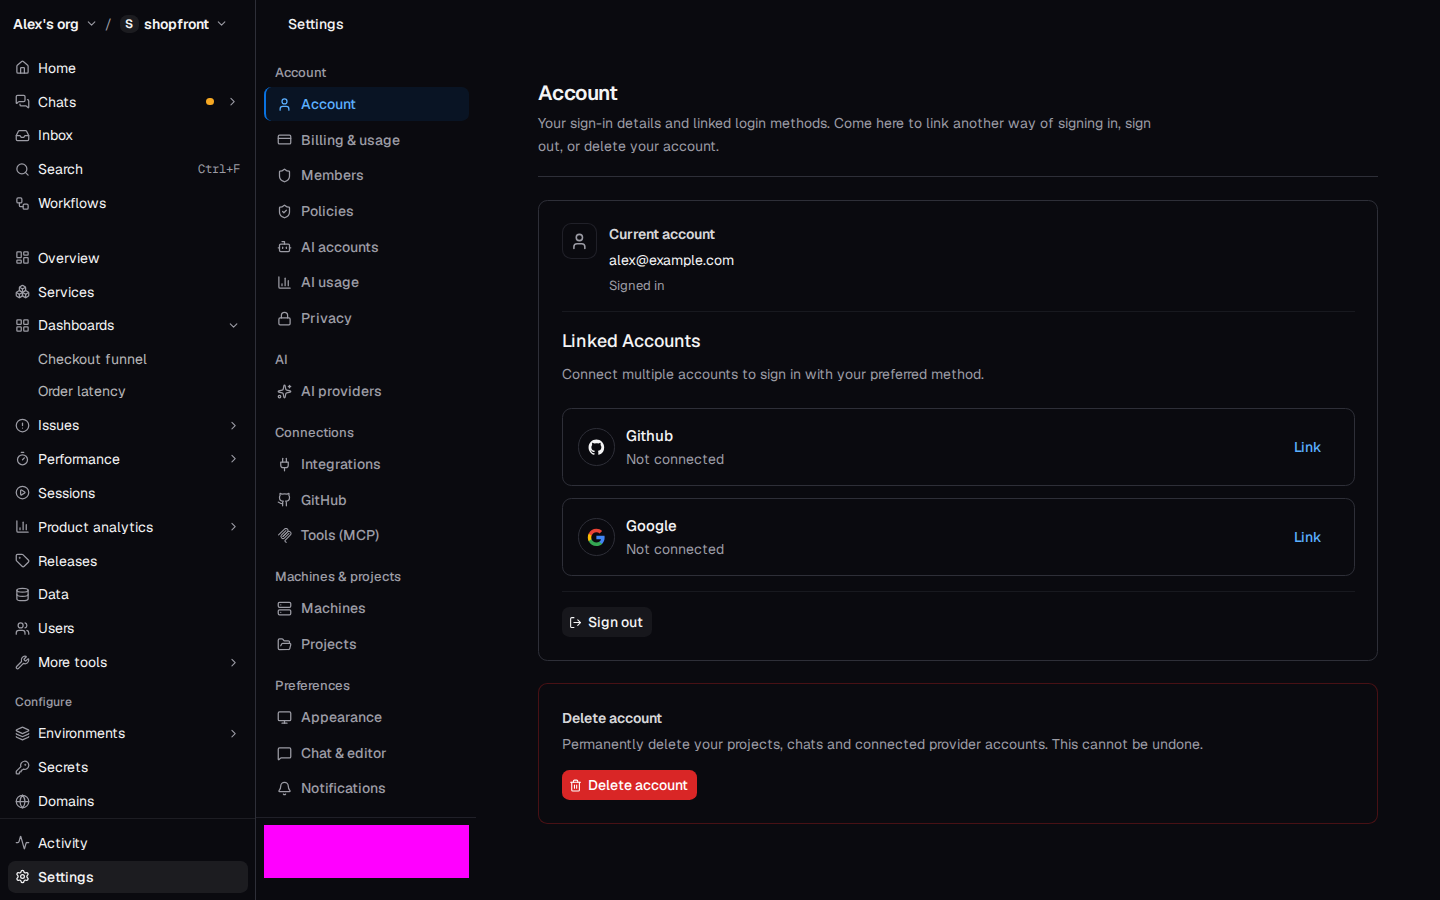 Alex's org / S shopfront
Home
Chats
Inbox
Search Ctrl+F
Workflows
Overview
Services
Dashboards
Checkout funnel
Order latency
Issues
Performance
Sessions
Product analytics
Releases
Data
Users
More tools
Configure
Environments
Secrets
Domains
Activity
Settings
Settings
Account
Account
Billing & usage
Members
Policies
AI accounts
AI usage
Privacy
AI
AI providers
Connections
Integrations
GitHub
Tools (MCP)
Machines & projects
Machines
Projects
Preferences
Appearance
Chat & editor
Notifications
Account
Your sign-in details and linked login methods. Come here to link another way of signing in, sign
out, or delete your account.
Current account
alex@example.com
Signed in
Linked Accounts
Connect multiple accounts to sign in with your preferred method.
Github
Not connected
Link
Google
Not connected
Link
Sign out
Delete account
Permanently delete your projects, chats and connected provider accounts. This cannot be undone.
Delete account